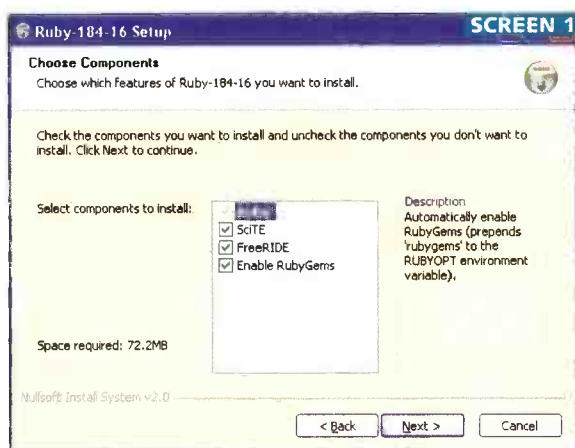 Ruby-184-16 Setup
SCREEN 1
Choose Components
Choose which features of Ruby-184-16 you want to install.
Check the components you want to install and uncheck the components you don't want to
install. Click Next to continue.
Select components to install:
SciTE
FreeRIDE
Enable RubyGems
Description
Automatically enable
RubyGems (prepends
'rubygems' to the
RUBYOPT environment
variable).
Space required: 72.2MB
Nullsoft Install System v2.0
< Back
Next >
Cancel